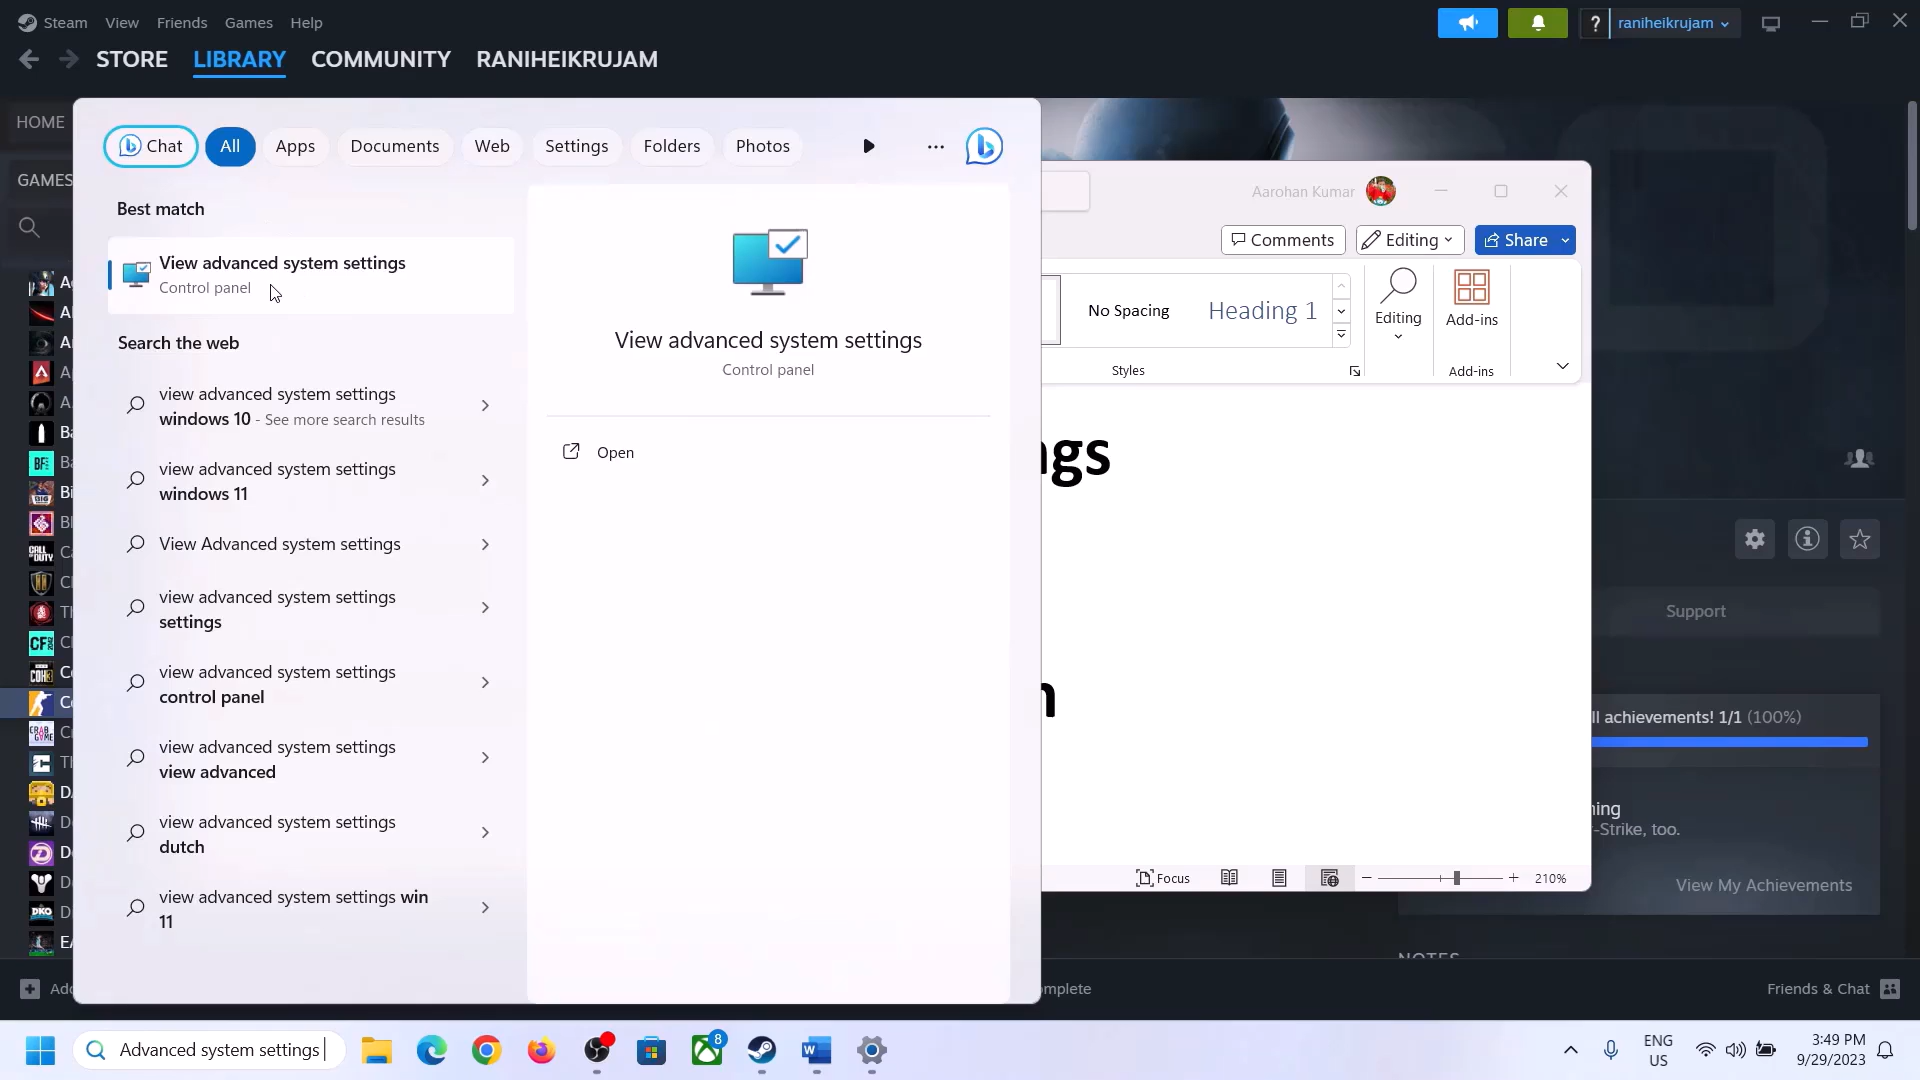 Steam View Friends Games Help
? raniheikrujam
STORE LIBRARY COMMUNITY RANIHEIKRUJAM
HOME
GAMES
Chat All Apps Documents Web Settings Folders Photos
Best match
View advanced system settings
Control panel
Search the web
view advanced system settings
windows 10 - See more search results
view advanced system settings
windows 11
View Advanced system settings
view advanced system settings
settings
view advanced system settings
control panel
view advanced system settings
view advanced
view advanced system settings
dutch
view advanced system settings win
11
View advanced system settings
Control panel
Open
Aarohan Kumar
Comments Editing Share
No Spacing Heading 1
Editing
Add-ins
Styles
Add-ins
ngs
n
Focus
210%
Support
ll achievements! 1/1 (100%)
ning
-Strike, too.
View My Achievements
NOTES
Add
mplete
Friends & Chat
Advanced system settings
8
ENG
US
3:49 PM
9/29/2023